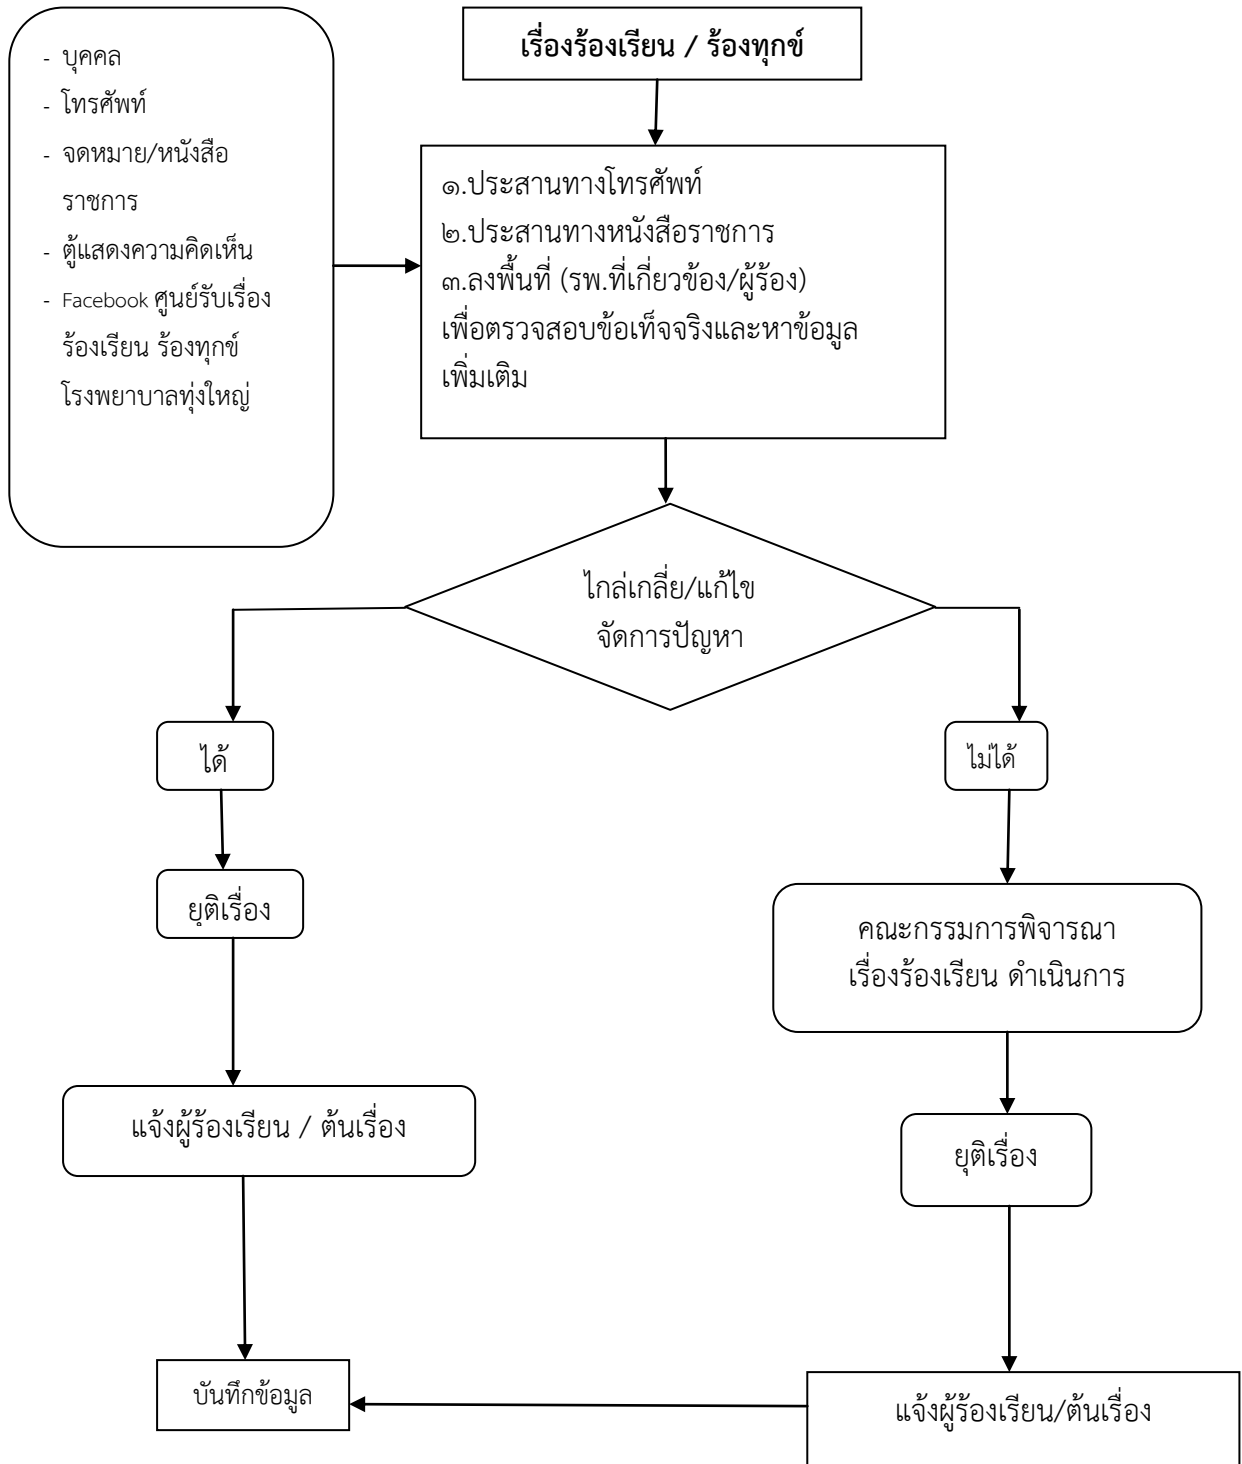 เรื่องร้องเรียน / ร้องทุกข์
- บุคคล
- โทรศัพท์
- จดหมาย/หนังสือ
ราชการ
- ตู้แสดงความคิดเห็น
- Facebook ศูนย์รับเรื่อง
ร้องเรียน ร้องทุกข์
โรงพยาบาลทุ่งใหญ่
๑.ประสานทางโทรศัพท์
๒.ประสานทางหนังสือราชการ
๓.ลงพื้นที่ (รพ.ที่เกี่ยวข้อง/ผู้ร้อง)
เพื่อตรวจสอบข้อเท็จจริงและหาข้อมูล
เพิ่มเติม
ไกล่เกลี่ย/แก้ไข
จัดการปัญหา
ได้
ไม่ได้
ยุติเรื่อง
คณะกรรมการพิจารณา
เรื่องร้องเรียน ดำเนินการ
แจ้งผู้ร้องเรียน / ต้นเรื่อง
ยุติเรื่อง
บันทึกข้อมูล
แจ้งผู้ร้องเรียน/ต้นเรื่อง